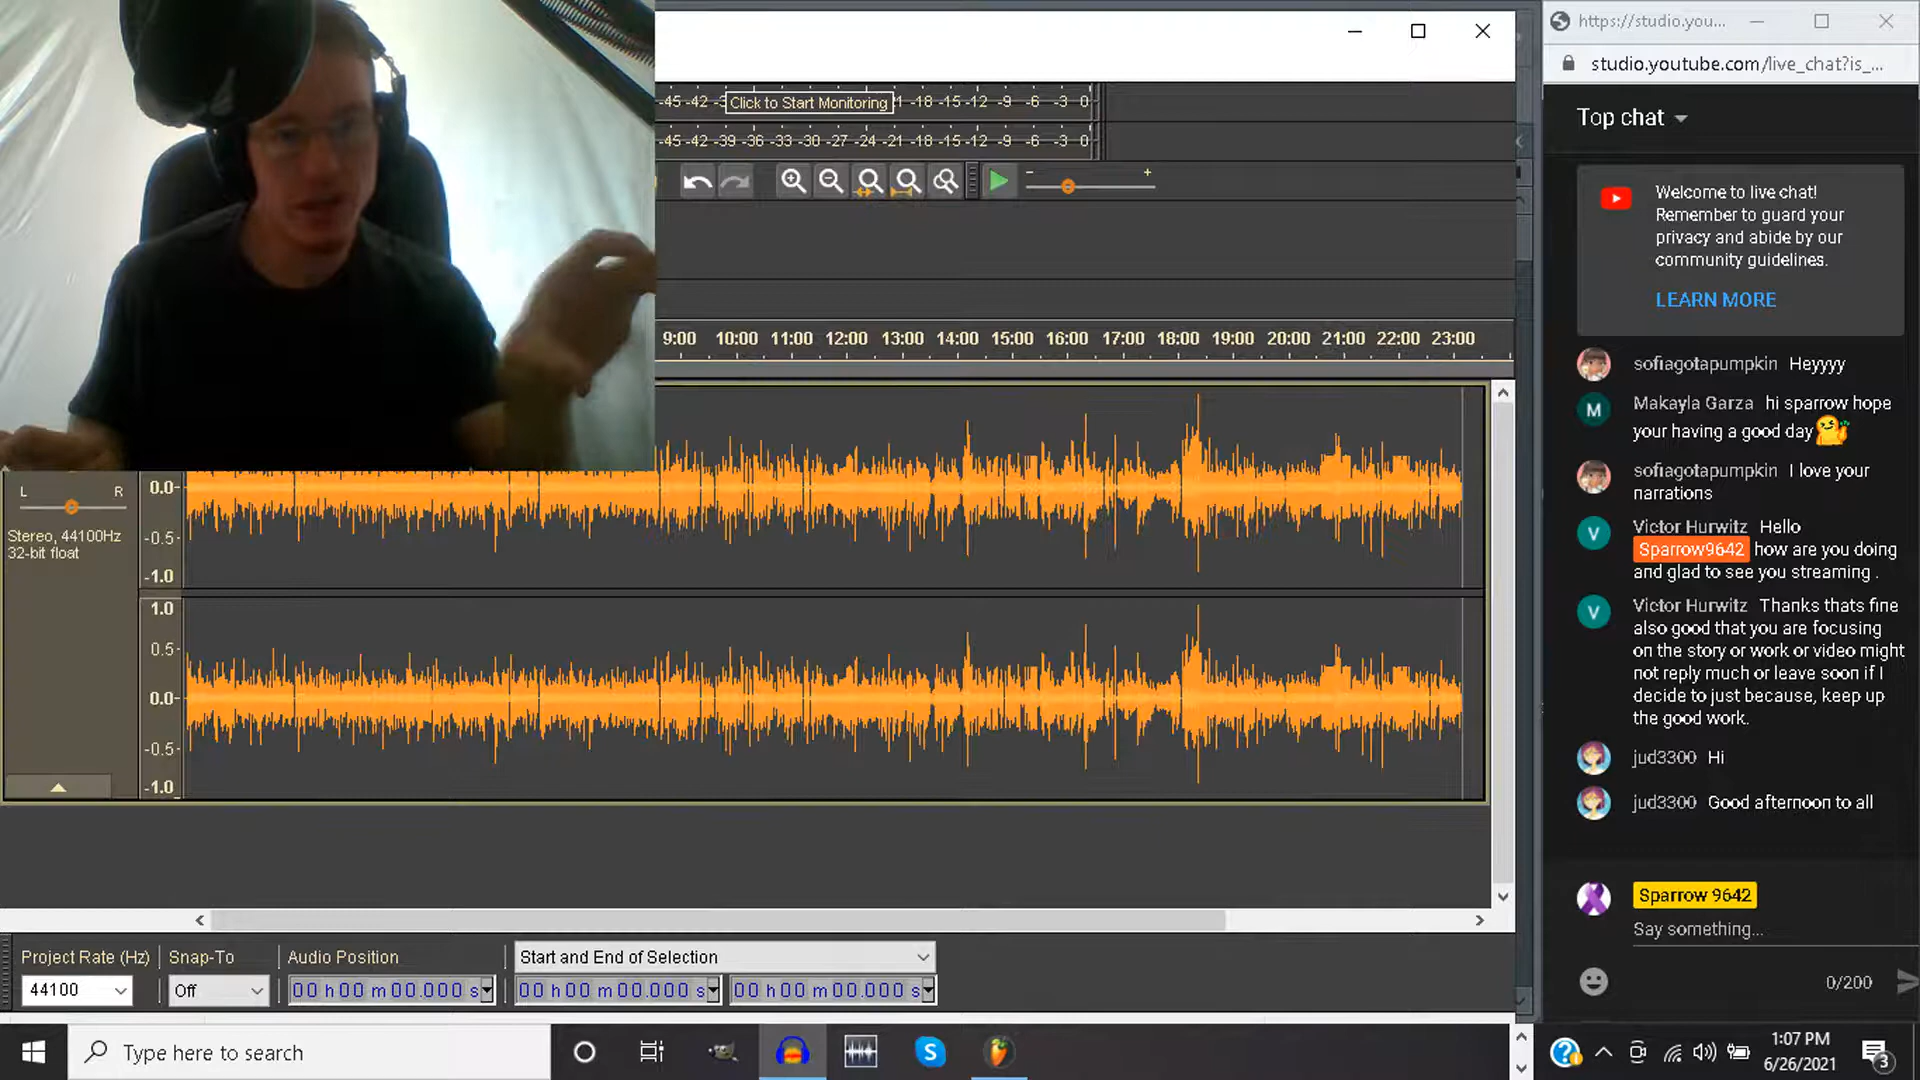 -45 -42 -3 Click to Start Monitoring -18 -15 -12 -9 -6 -3 0
45 -42 -39 -36 -33 -30 -27 -24 -21 -18 -15 -12 -9 -6 -3 0
- +
9:00 10:00 11:00 12:00 13:00 14:00 15:00 16:00 17:00 18:00 19:00 20:00 21:00 22:00 23:00
L R
Stereo, 44100Hz
32-bit float
0.0
-0.5
-1.0
1.0
0.5
0.0
-0.5
-1.0
Project Rate (Hz) Snap-To Audio Position Start and End of Selection
44100 Off 00 h 00 m 00.000 s 00 h 00 m 00.000 s 00 h 00 m 00.000 s
Type here to search
https://studio.you...
studio.youtube.com/live_chat?is_...
Top chat
Welcome to live chat!
Remember to guard your
privacy and abide by our
community guidelines.
LEARN MORE
sofiagotapumpkin Heyyyy
M
Makayla Garza hi sparrow hope
your having a good day
sofiagotapumpkin I love your
narrations
V
Victor Hurwitz Hello
Sparrow9642 how are you doing
and glad to see you streaming .
V
Victor Hurwitz Thanks thats fine
also good that you are focusing
on the story or work or video might
not reply much or leave soon if I
decide to just because, keep up
the good work.
jud3300 Hi
jud3300 Good afternoon to all
Sparrow 9642
Say something...
0/200
1:07 PM
6/26/2021
3